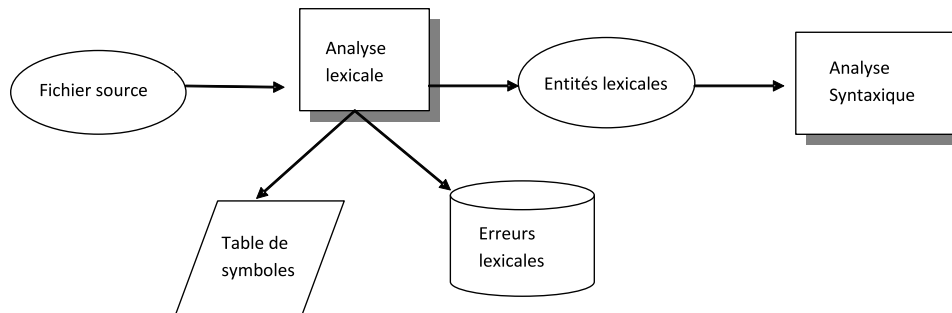 Fichier source
Analyse
lexicale
Entités lexicales
Analyse
Syntaxique
Table de
symboles
Erreurs
lexicales